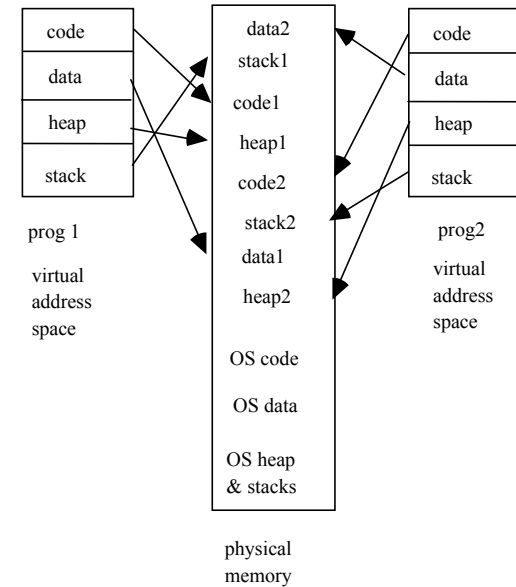 code
data
heap
stack
prog 1
virtual
address
space
data2
stack1
code1
heap1
code2
stack2
data1
heap2
OS code
OS data
OS heap
& stacks
physical
memory
code
data
heap
stack
prog2
virtual
address
space